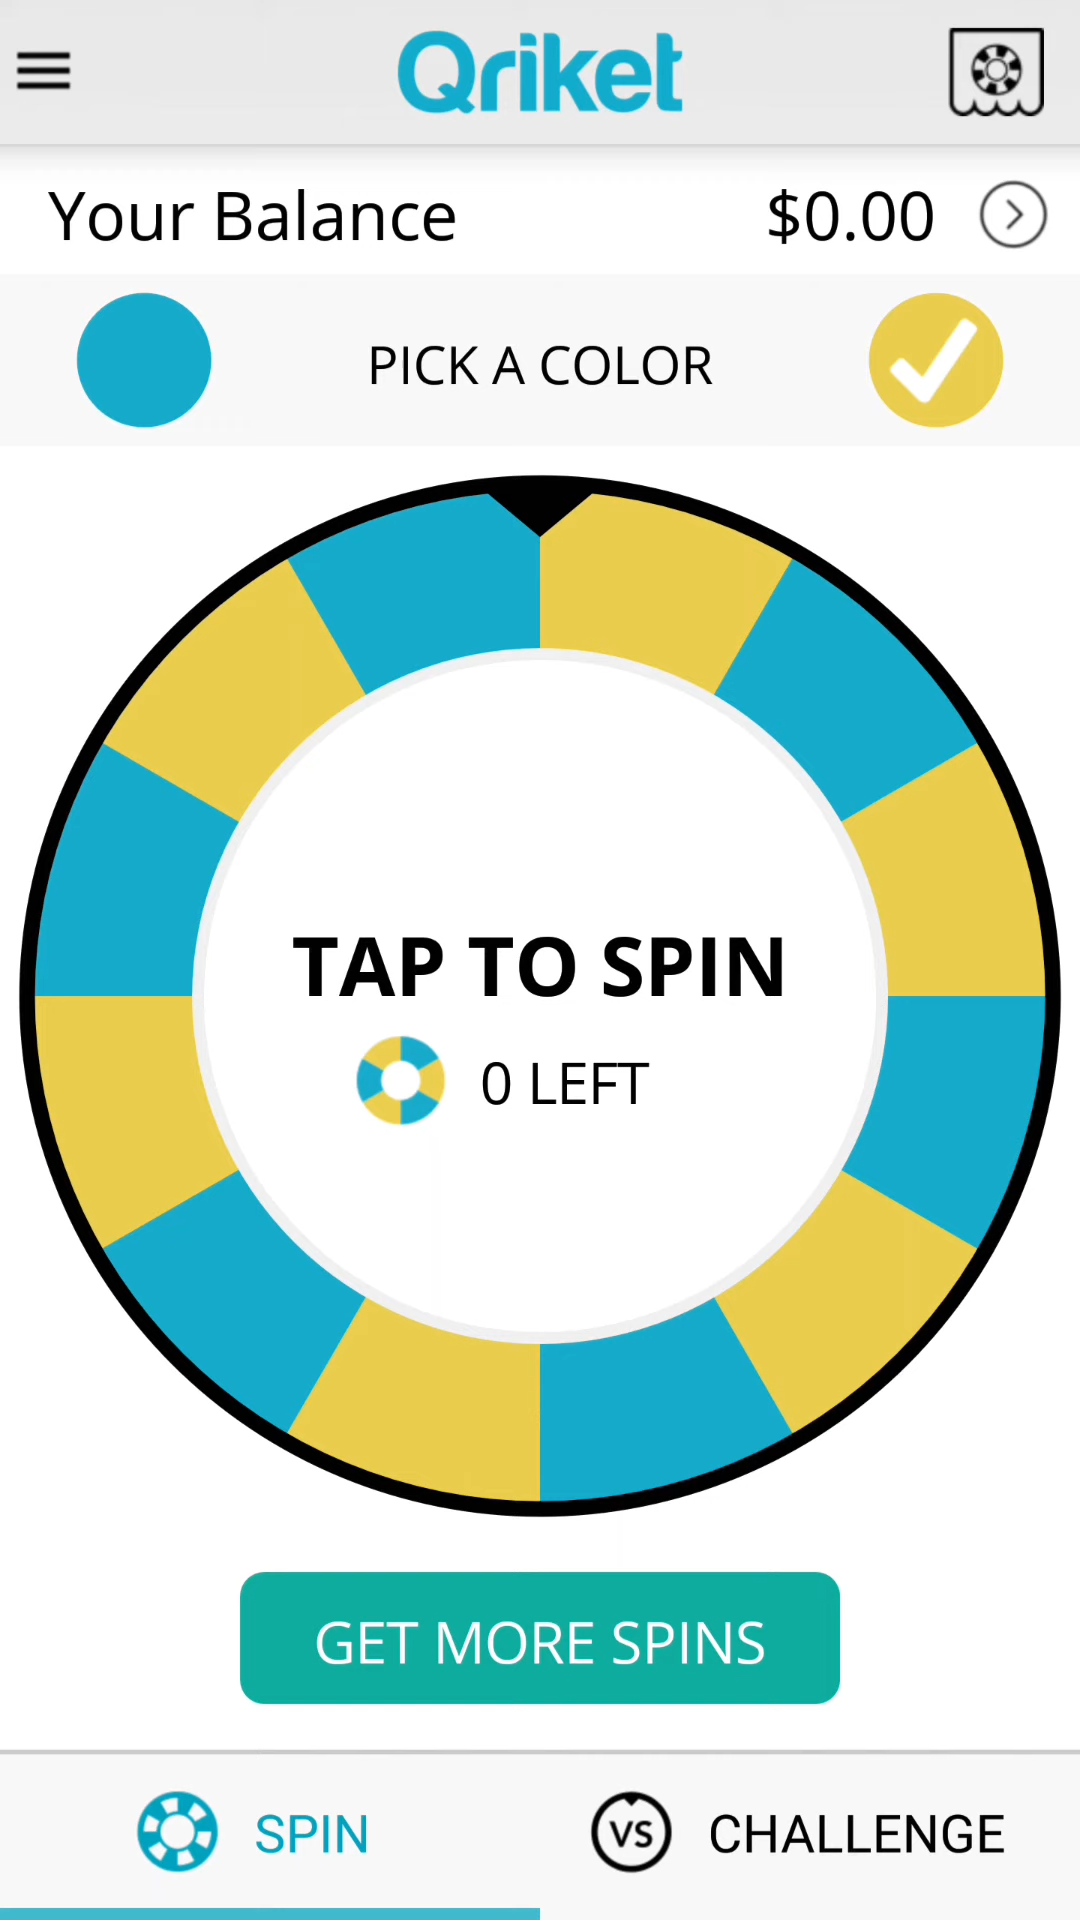 Qriket
Your Balance $0.00
PICK A COLOR
TAP TO SPIN
0 LEFT
GET MORE SPINS
SPIN VS CHALLENGE